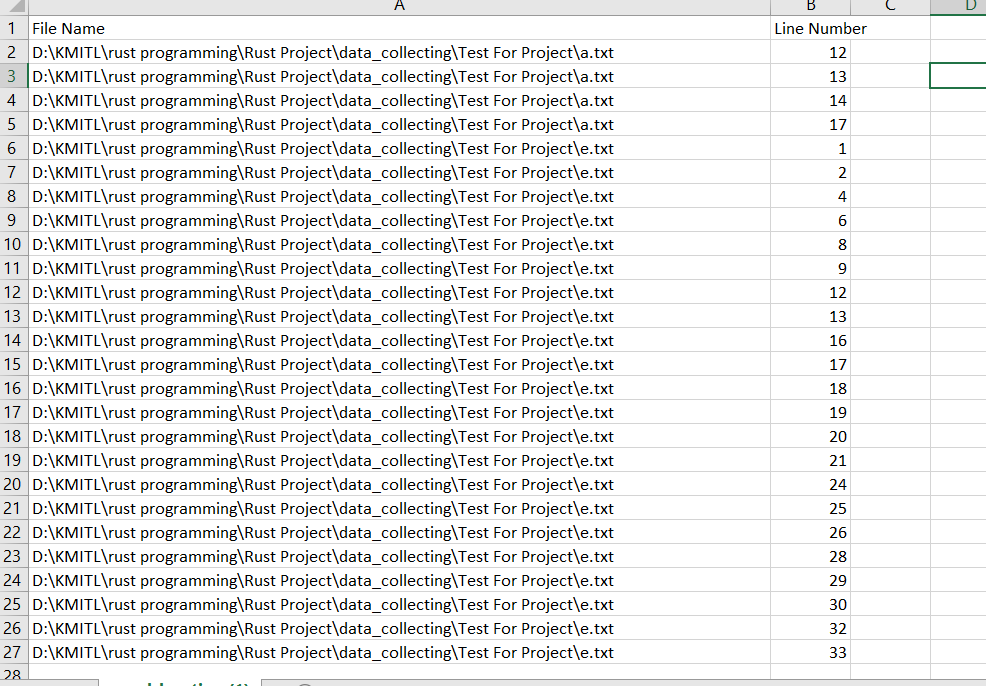 A B C D
1 File Name Line Number
2 D:\KMITL\rust programming\Rust Project\data_collecting\Test For Project\a.txt 12
3 D:\KMITL\rust programming\Rust Project\data_collecting\Test For Project\a.txt 13
4 D:\KMITL\rust programming\Rust Project\data_collecting\Test For Project\a.txt 14
5 D:\KMITL\rust programming\Rust Project\data_collecting\Test For Project\a.txt 17
6 D:\KMITL\rust programming\Rust Project\data_collecting\Test For Project\e.txt 1
7 D:\KMITL\rust programming\Rust Project\data_collecting\Test For Project\e.txt 2
8 D:\KMITL\rust programming\Rust Project\data_collecting\Test For Project\e.txt 4
9 D:\KMITL\rust programming\Rust Project\data_collecting\Test For Project\e.txt 6
10 D:\KMITL\rust programming\Rust Project\data_collecting\Test For Project\e.txt 8
11 D:\KMITL\rust programming\Rust Project\data_collecting\Test For Project\e.txt 9
12 D:\KMITL\rust programming\Rust Project\data_collecting\Test For Project\e.txt 12
13 D:\KMITL\rust programming\Rust Project\data_collecting\Test For Project\e.txt 13
14 D:\KMITL\rust programming\Rust Project\data_collecting\Test For Project\e.txt 16
15 D:\KMITL\rust programming\Rust Project\data_collecting\Test For Project\e.txt 17
16 D:\KMITL\rust programming\Rust Project\data_collecting\Test For Project\e.txt 18
17 D:\KMITL\rust programming\Rust Project\data_collecting\Test For Project\e.txt 19
18 D:\KMITL\rust programming\Rust Project\data_collecting\Test For Project\e.txt 20
19 D:\KMITL\rust programming\Rust Project\data_collecting\Test For Project\e.txt 21
20 D:\KMITL\rust programming\Rust Project\data_collecting\Test For Project\e.txt 24
21 D:\KMITL\rust programming\Rust Project\data_collecting\Test For Project\e.txt 25
22 D:\KMITL\rust programming\Rust Project\data_collecting\Test For Project\e.txt 26
23 D:\KMITL\rust programming\Rust Project\data_collecting\Test For Project\e.txt 28
24 D:\KMITL\rust programming\Rust Project\data_collecting\Test For Project\e.txt 29
25 D:\KMITL\rust programming\Rust Project\data_collecting\Test For Project\e.txt 30
26 D:\KMITL\rust programming\Rust Project\data_collecting\Test For Project\e.txt 32
27 D:\KMITL\rust programming\Rust Project\data_collecting\Test For Project\e.txt 33
28